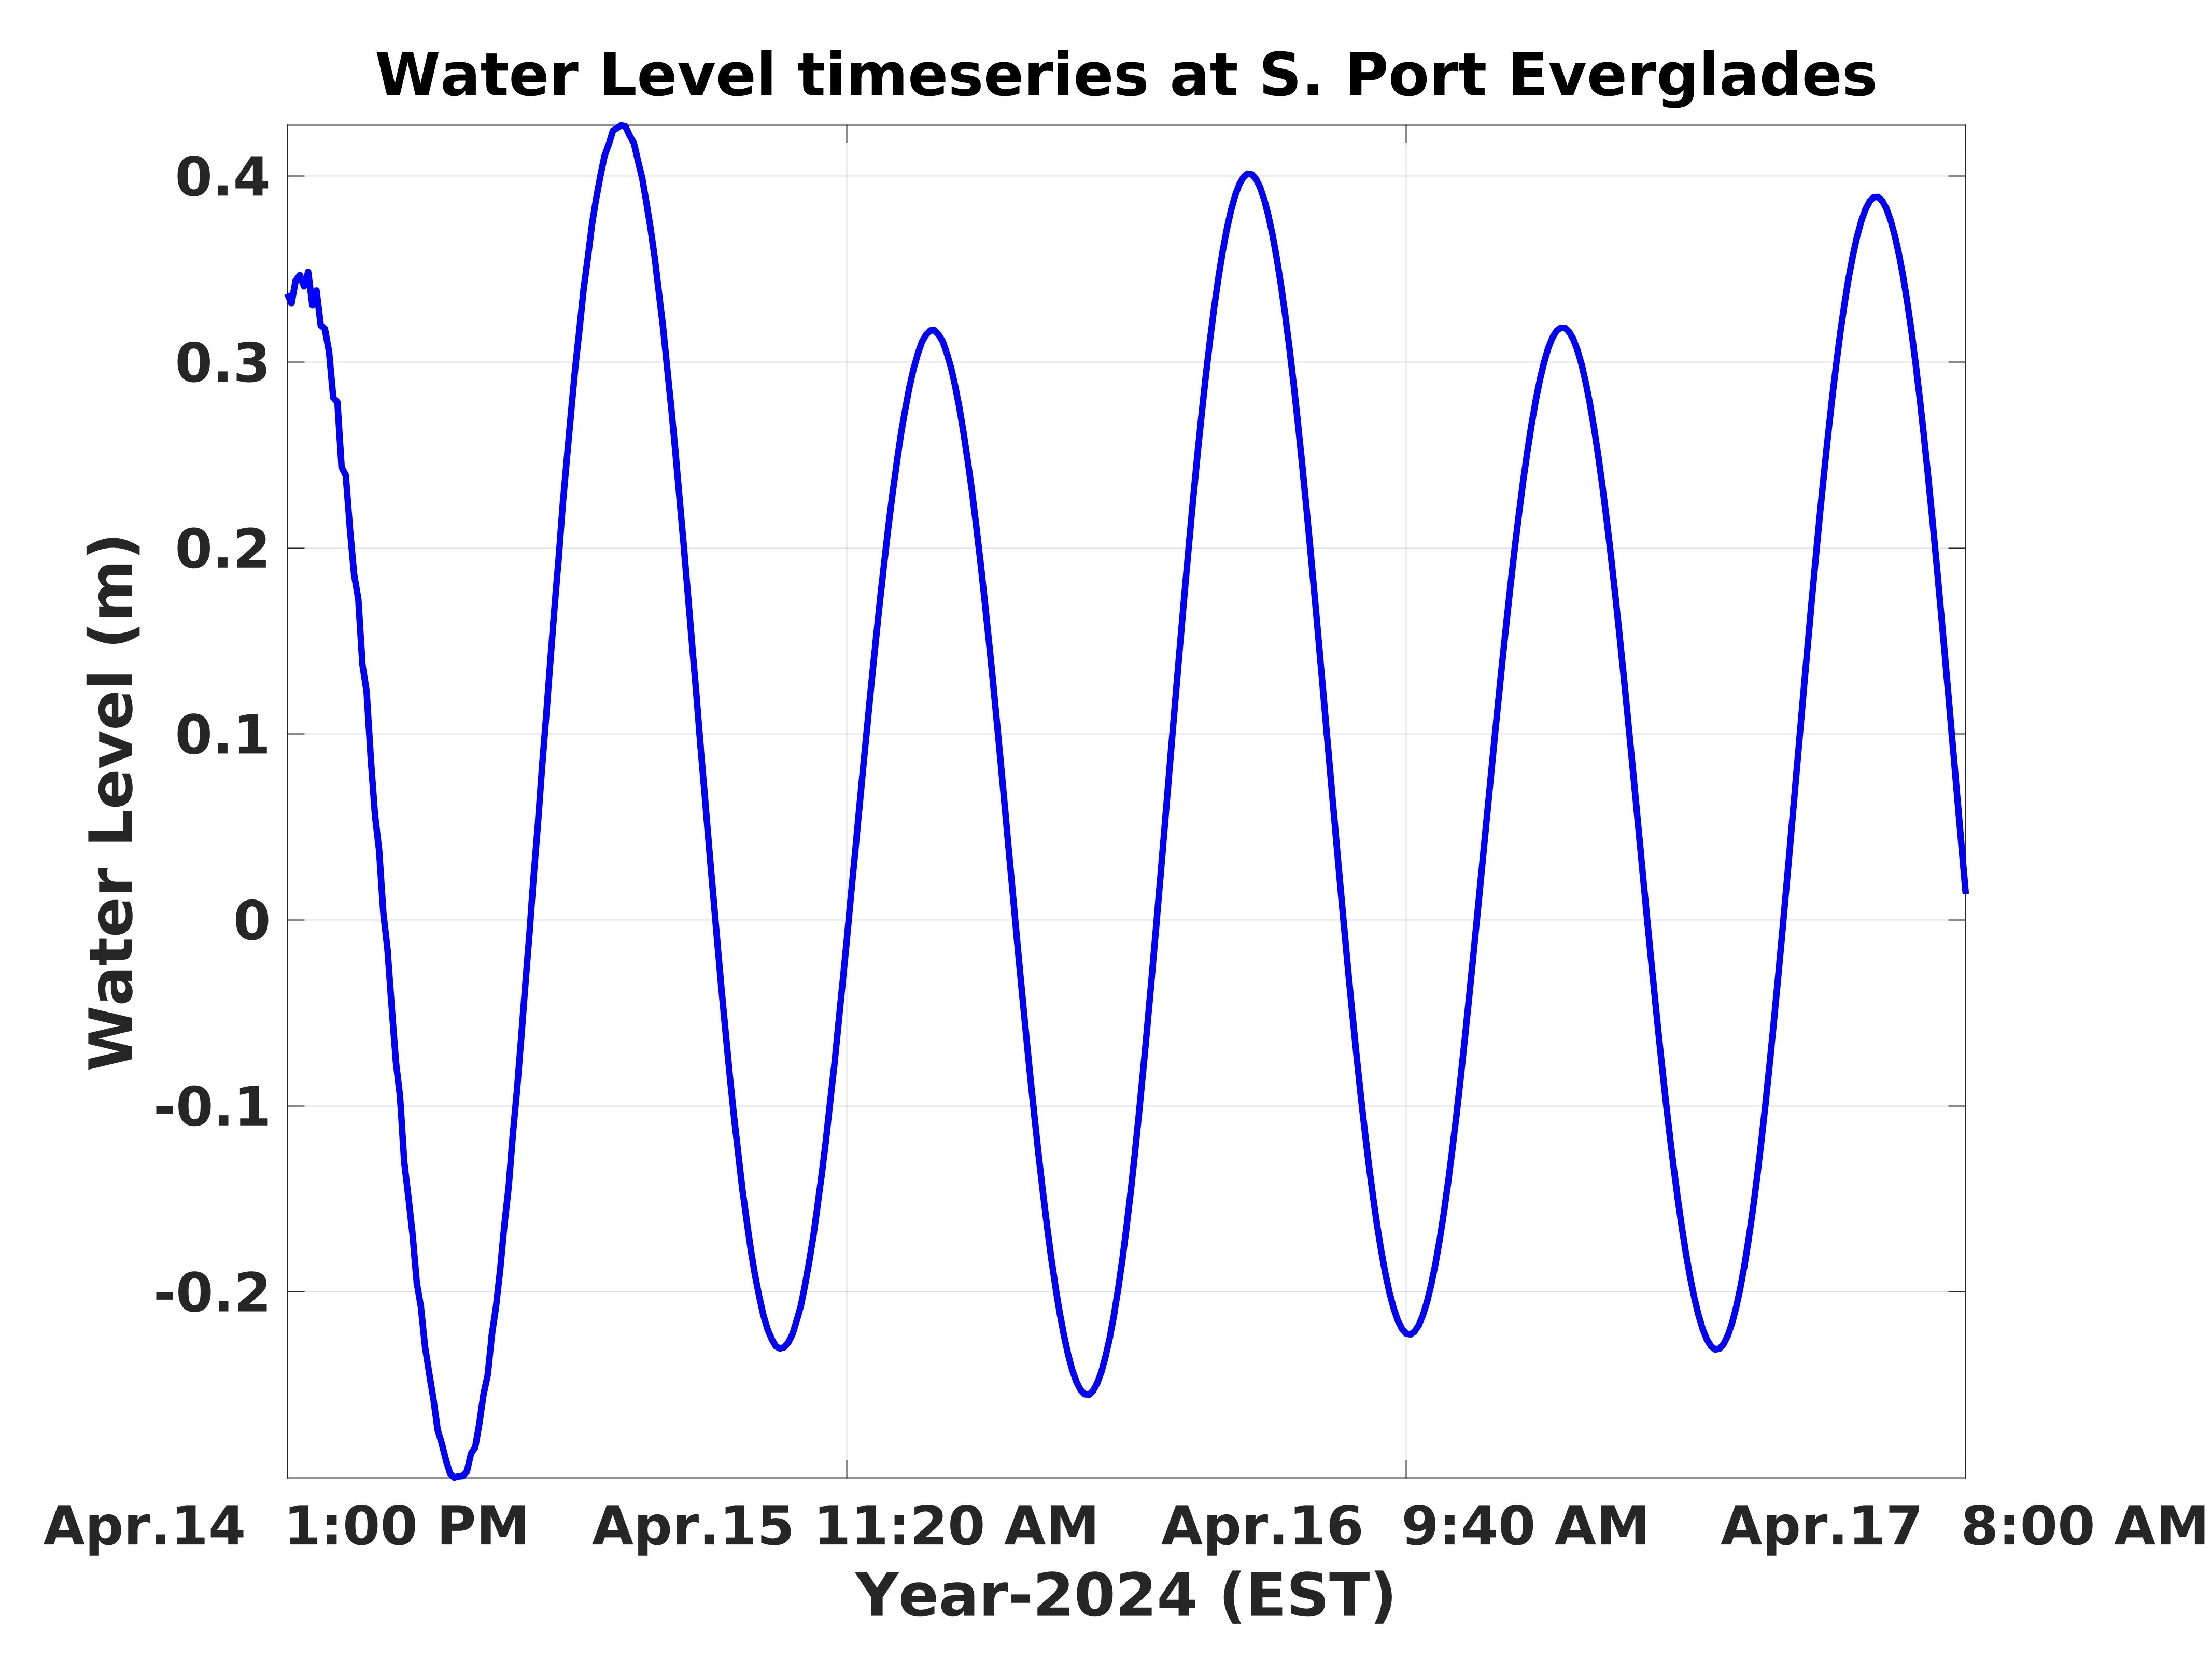 Water Level timeseries at S. Port Everglades
0.4
0.3
0.2
0.1
0
-0.1
-0.2
Water Level (m)
Apr.14 1:00 PM Apr.15 11:20 AM Apr.16 9:40 AM Apr.17 8:00 AM
Year-2024 (EST)